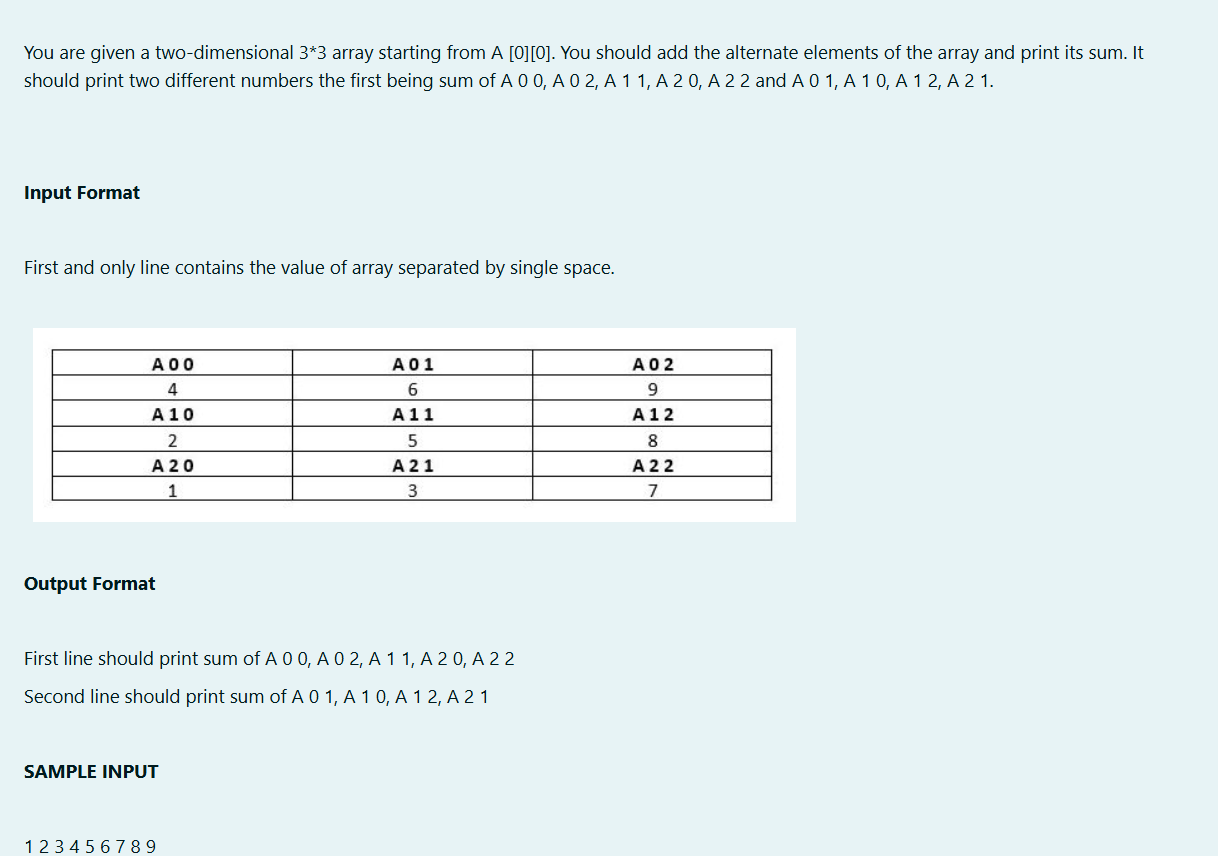 You are given a two-dimensional 3*3 array starting from A [0][0]. You should add the alternate elements of the array and print its sum. It
should print two different numbers the first being sum of A 0 0, A 0 2, A 1 1, A 2 0, A 2 2 and A 0 1, A 1 0, A 1 2, A 2 1.
Input Format
First and only line contains the value of array separated by single space.
A 0 0 A 0 1 A 0 2
4 6 9
A 1 0 A 1 1 A 1 2
2 5 8
A 2 0 A 2 1 A 2 2
1 3 7
Output Format
First line should print sum of A 0 0, A 0 2, A 1 1, A 2 0, A 2 2
Second line should print sum of A 0 1, A 1 0, A 1 2, A 2 1
SAMPLE INPUT
1 2 3 4 5 6 7 8 9